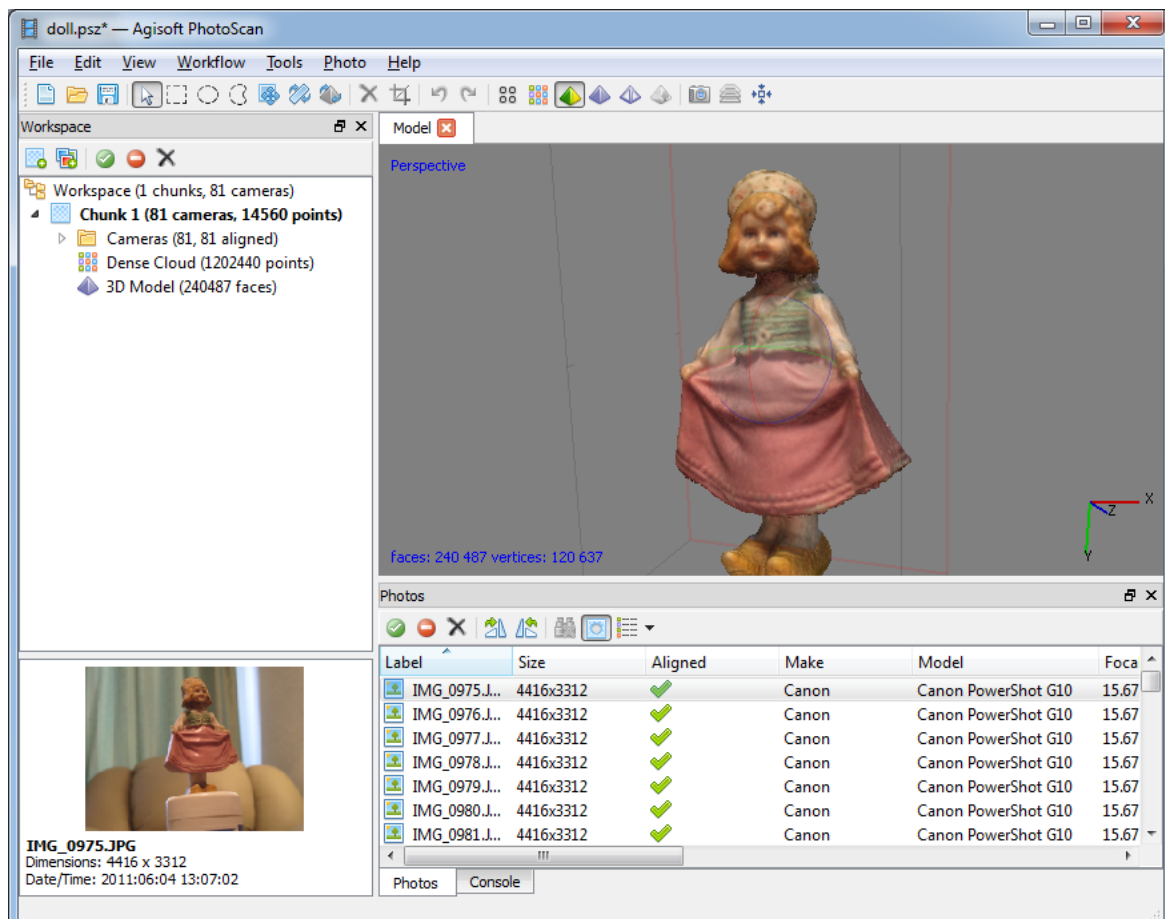 doll.psz* — Agisoft PhotoScan
File Edit View Workflow Tools Photo Help
Workspace
Workspace (1 chunks, 81 cameras)
Chunk 1 (81 cameras, 14560 points)
Cameras (81, 81 aligned)
Dense Cloud (1202440 points)
3D Model (240487 faces)
Model
Perspective
X
Z
Y
faces: 240 487 vertices: 120 637
Photos
Label Size Aligned Make Model Foca
IMG_0975.J... 4416x3312 Canon Canon PowerShot G10 15.67
IMG_0976.J... 4416x3312 Canon Canon PowerShot G10 15.67
IMG_0977.J... 4416x3312 Canon Canon PowerShot G10 15.67
IMG_0978.J... 4416x3312 Canon Canon PowerShot G10 15.67
IMG_0979.J... 4416x3312 Canon Canon PowerShot G10 15.67
IMG_0980.J... 4416x3312 Canon Canon PowerShot G10 15.67
IMG_0981.J... 4416x3312 Canon Canon PowerShot G10 15.67
Photos Console
IMG_0975.JPG
Dimensions: 4416 x 3312
Date/Time: 2011:06:04 13:07:02